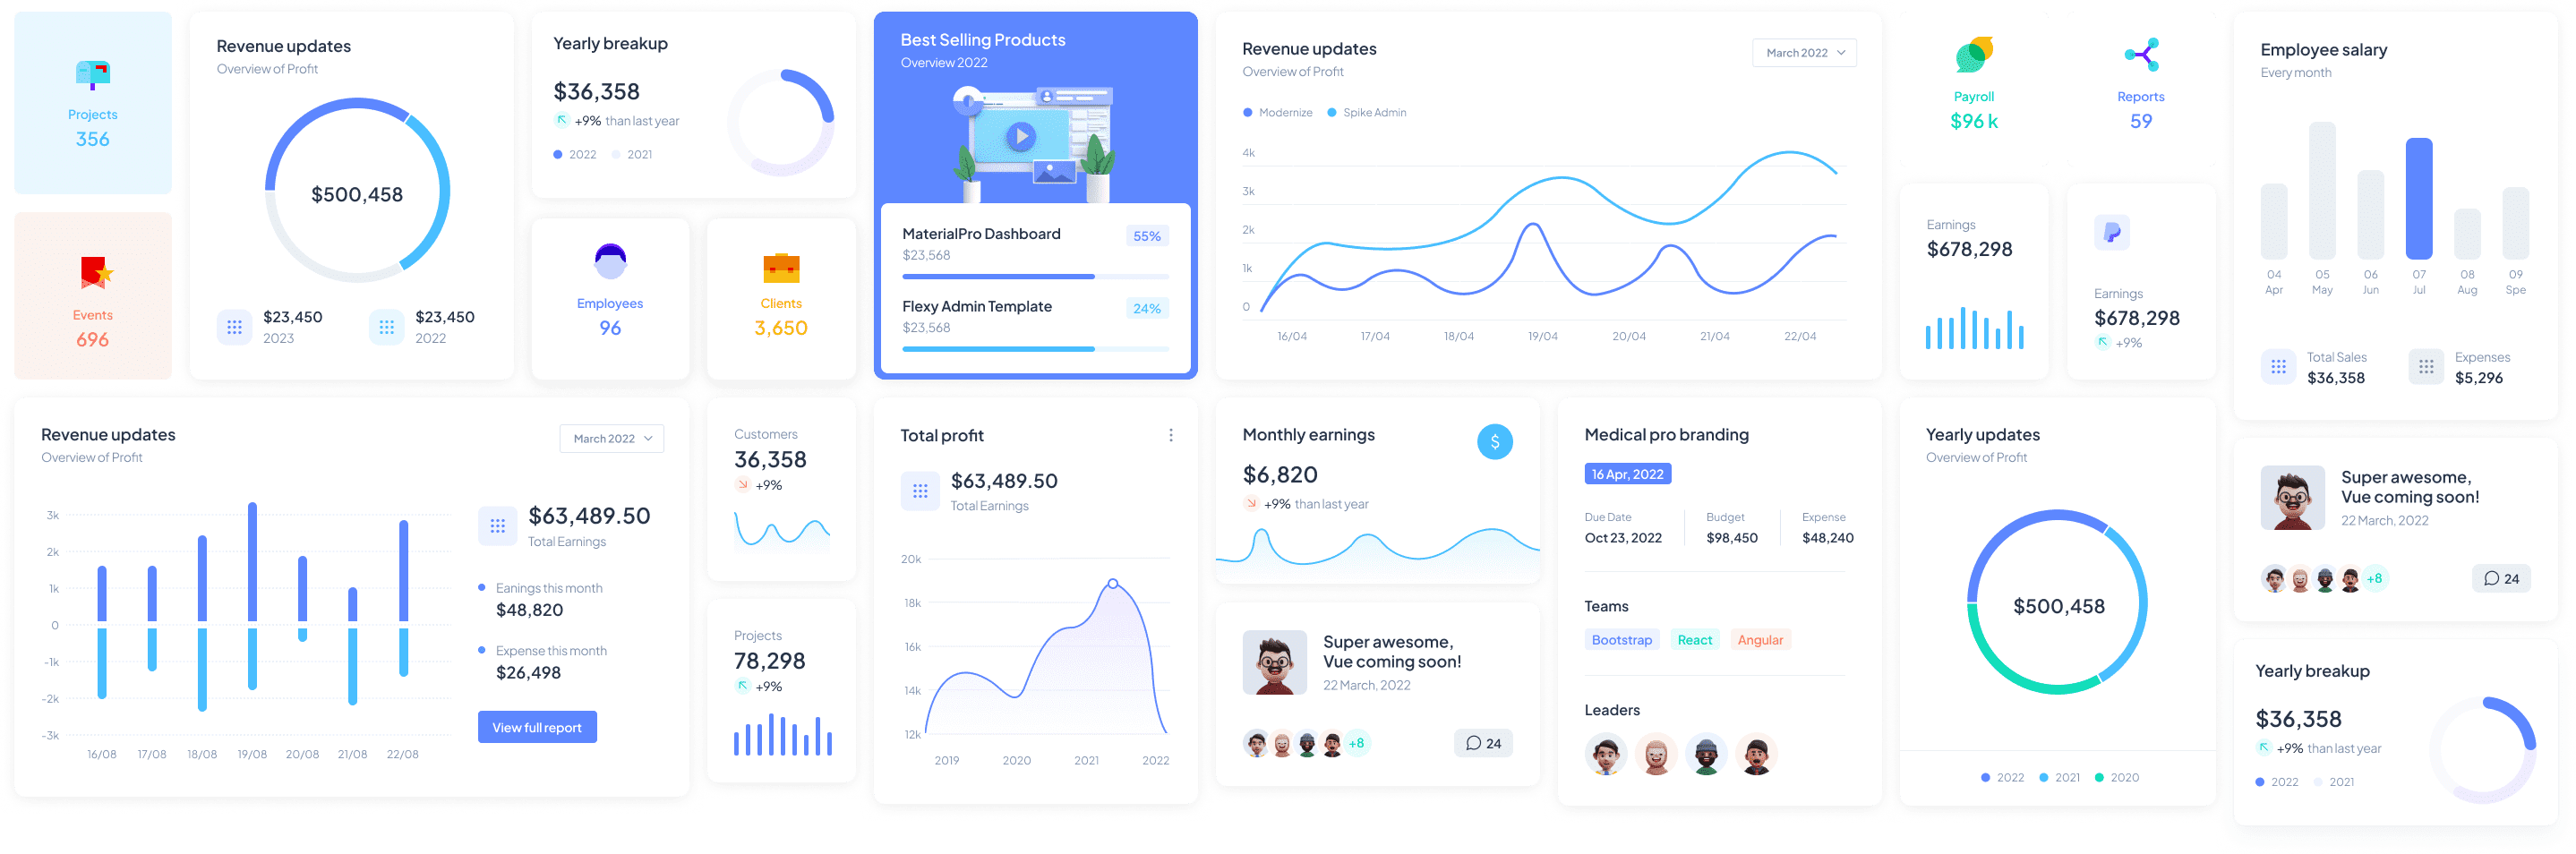 Projects
356
Events
696
Revenue updates
Overview of Profit
$500,458
$23,450
2023
$23,450
2022
Yearly breakup
$36,358
+9% than last year
2022 2021
Employees
96
Clients
3,650
Best Selling Products
Overview 2022
MaterialPro Dashboard
55%
$23,568
Flexy Admin Template
24%
$23,568
Revenue updates
Overview of Profit
March 2022
Modernize Spike Admin
4k
3k
2k
1k
0
16/04 17/04 18/04 19/04 20/04 21/04 22/04
Payroll
$96 k
Reports
59
Earnings
$678,298
Earnings
$678,298
+9%
Employee salary
Every month
04 05 06 07 08 09
Apr May Jun Jul Aug Spe
Total Sales
$36,358
Expenses
$5,296
Revenue updates
Overview of Profit
March 2022
3k
2k
1k
0
-1k
-2k
-3k
16/08 17/08 18/08 19/08 20/08 21/08 22/08
$63,489.50
Total Earnings
Eanings this month
$48,820
Expense this month
$26,498
View full report
Customers
36,358
+9%
Projects
78,298
+9%
Total profit
$63,489.50
Total Earnings
20k
18k
16k
14k
12k
2019 2020 2021 2022
Monthly earnings
$
$6,820
+9% than last year
Super awesome,
Vue coming soon!
22 March, 2022
+8
24
Medical pro branding
16 Apr, 2022
Due Date
Oct 23, 2022
Budget
$98,450
Expense
$48,240
Teams
Bootstrap React Angular
Leaders
Yearly updates
Overview of Profit
$500,458
2022 2021 2020
Super awesome,
Vue coming soon!
22 March, 2022
+8
24
Yearly breakup
$36,358
+9% than last year
2022 2021